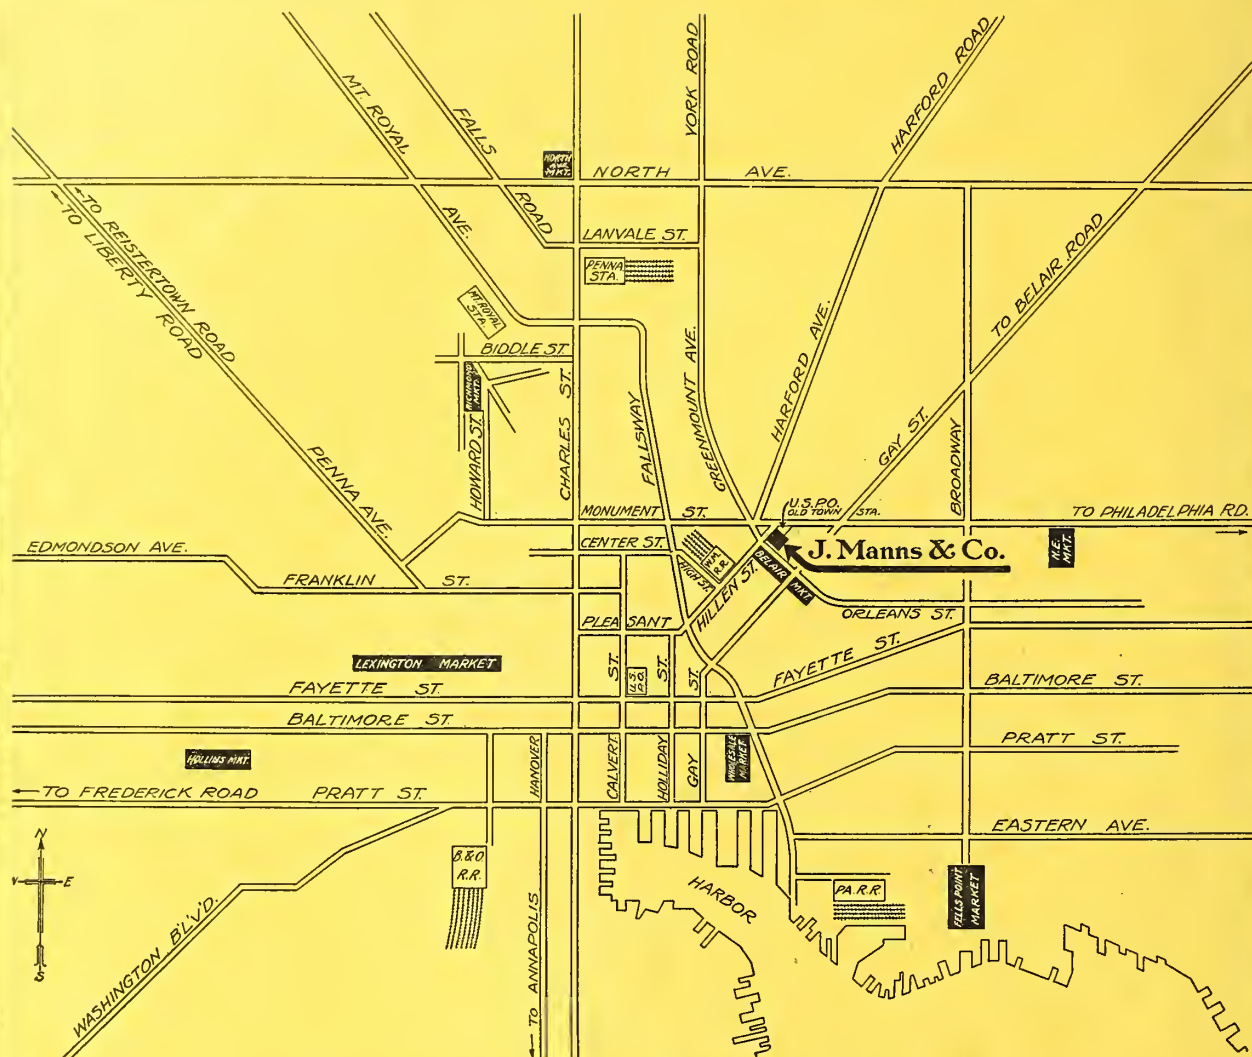 MT. ROYAL AVE.
FALLS ROAD
YORK ROAD
HARFORD ROAD
NORTH AVE. MKT.
NORTH AVE.
TO REISTERTOWN ROAD
TO LIBERTY ROAD
LANVALE ST.
PENNA STA.
MT. ROYAL STA.
TO BELAIR ROAD
BIDDLE ST.
RICHMOND MKT.
HOWARD ST.
CHARLES ST.
FALLSWAY
GREENMOUNT AVE.
HARFORD AVE.
GAY ST.
BROADWAY
PENNA AVE.
MONUMENT ST.
U.S.P.O.
OLD TOWN STA.
TO PHILADELPHIA RD.
EDMONDSON AVE.
CENTER ST.
W.M. R.R.
HIGH ST.
HILLEN ST.
BELAIR MKT.
J. Manns & Co.
N.E. MKT.
FRANKLIN ST.
ORLEANS ST.
PLEASANT ST.
LEXINGTON MARKET
U.S. P.O.
FAYETTE ST.
FAYETTE ST.
BALTIMORE ST.
BALTIMORE ST.
HOLLINS MKT.
HANOVER
CALVERT ST.
HOLLIDAY
GAY ST.
WHOLESALE MARKET
PRATT ST.
TO FREDERICK ROAD
PRATT ST.
EASTERN AVE.
N
E
S
B. & O. R.R.
HARBOR
PA. R.R.
FELLS POINT MARKET
WASHINGTON BLV'D.
TO ANNAPOLIS